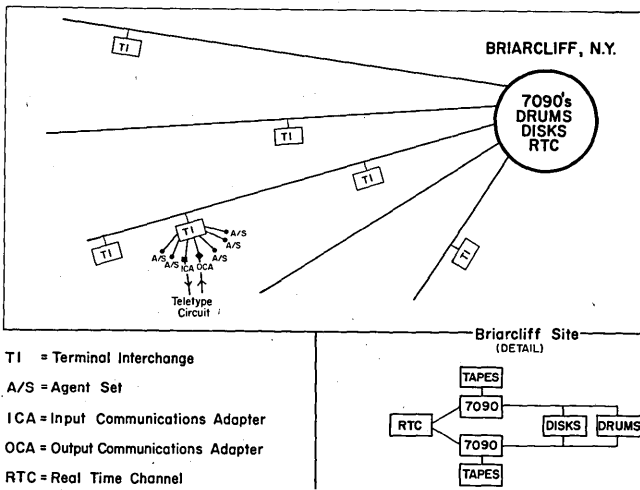 BRIARCLIFF, N.Y.
7090's
DRUMS
DISKS
RTC
TI
TI
TI
TI
TI
TI
A/S
A/S
A/S
A/S
A/S
ICA
OCA
Teletype
Circuit
TI = Terminal Interchange
A/S = Agent Set
ICA = Input Communications Adapter
OCA = Output Communications Adapter
RTC = Real Time Channel
Briarcliff Site
(DETAIL)
TAPES
7090
RTC
DISKS
DRUMS
7090
TAPES